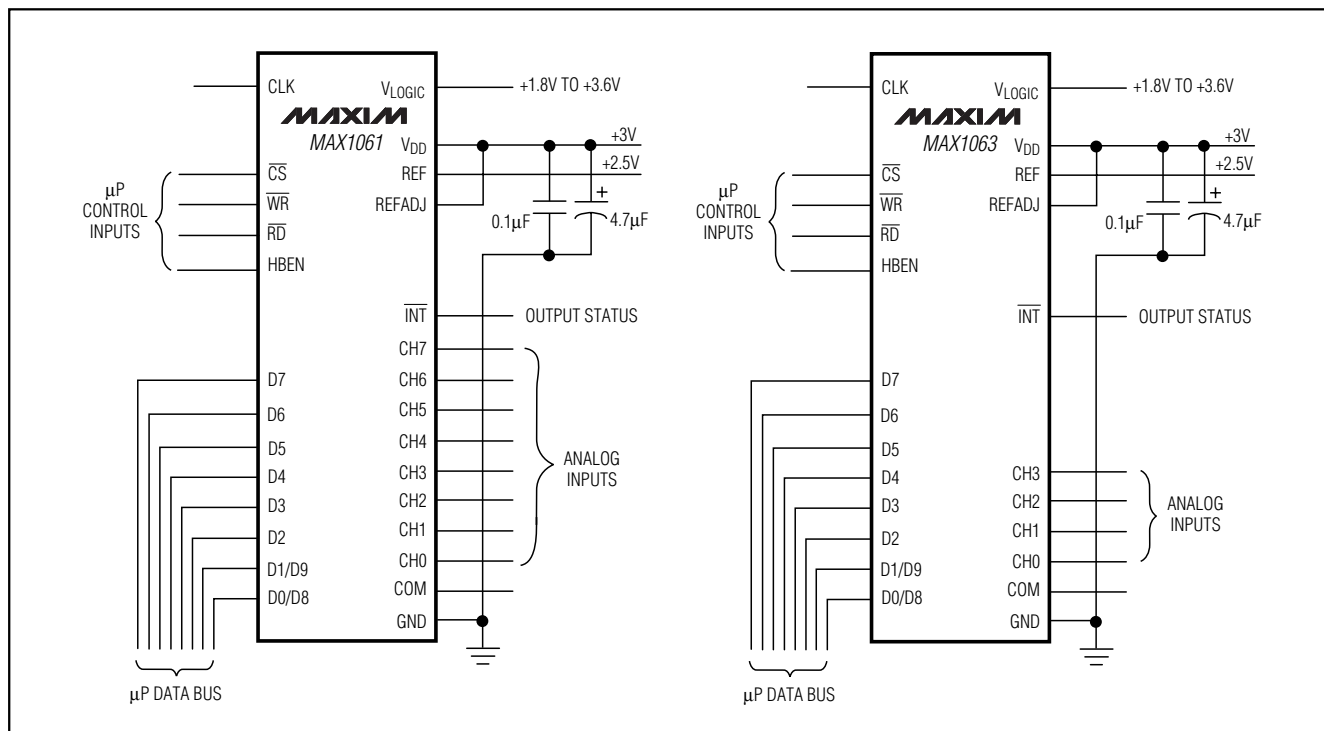 CLK
VLOGIC
+1.8V TO +3.6V
MAXIM
MAX1061
VDD
+3V
CS
REF
+2.5V
WR
REFADJ
µP
CONTROL
INPUTS
RD
0.1µF
+
4.7µF
HBEN
INT
OUTPUT STATUS
CH7
D7
CH6
D6
CH5
D5
CH4
D4
CH3
ANALOG
INPUTS
D3
CH2
D2
CH1
D1/D9
CH0
D0/D8
COM
GND
µP DATA BUS
CLK
VLOGIC
+1.8V TO +3.6V
MAXIM
MAX1063
VDD
+3V
CS
REF
+2.5V
WR
REFADJ
µP
CONTROL
INPUTS
RD
0.1µF
+
4.7µF
HBEN
INT
OUTPUT STATUS
D7
D6
D5
D4
CH3
D3
CH2
ANALOG
INPUTS
D2
CH1
D1/D9
CH0
D0/D8
COM
GND
µP DATA BUS